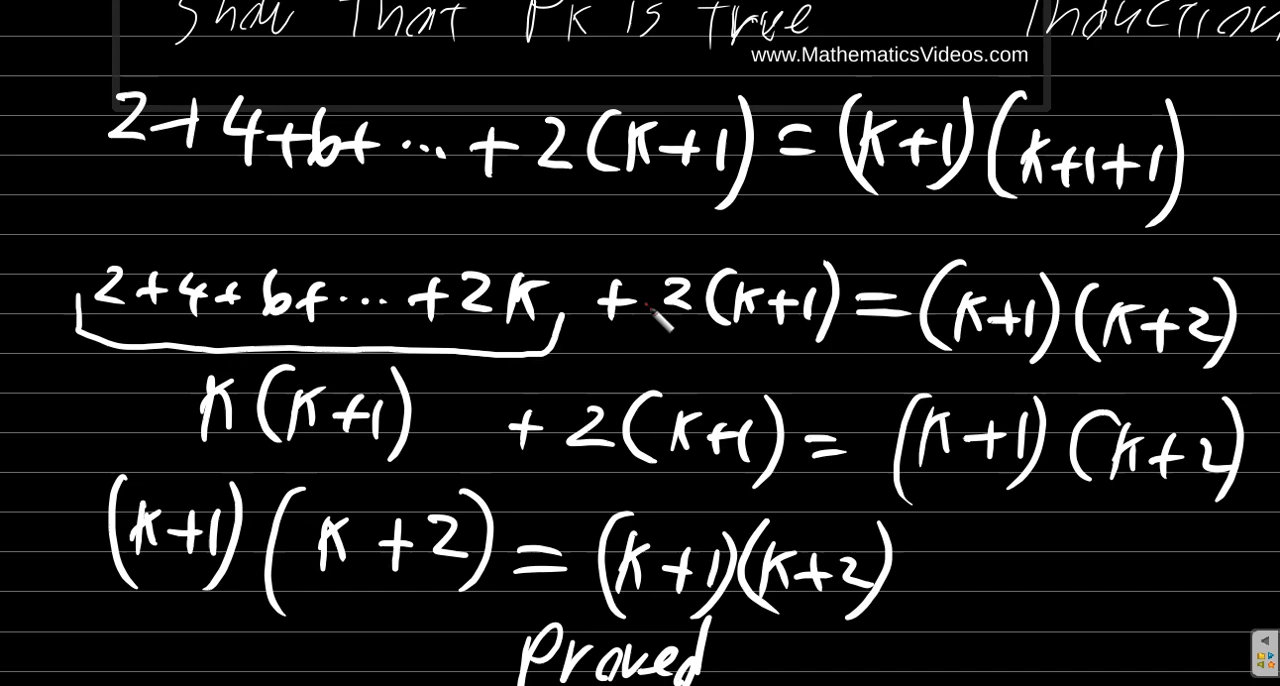 Show That Pk is true Induction
www.MathematicsVideos.com
2+4+6+...+2(k+1)=(k+1)(k+1+1)
2+4+6+...+2k+2(k+1)=(k+1)(k+2)
k(k+1)+2(k+1)=(k+1)(k+2)
(k+1)(k+2)=(k+1)(k+2)
Proved